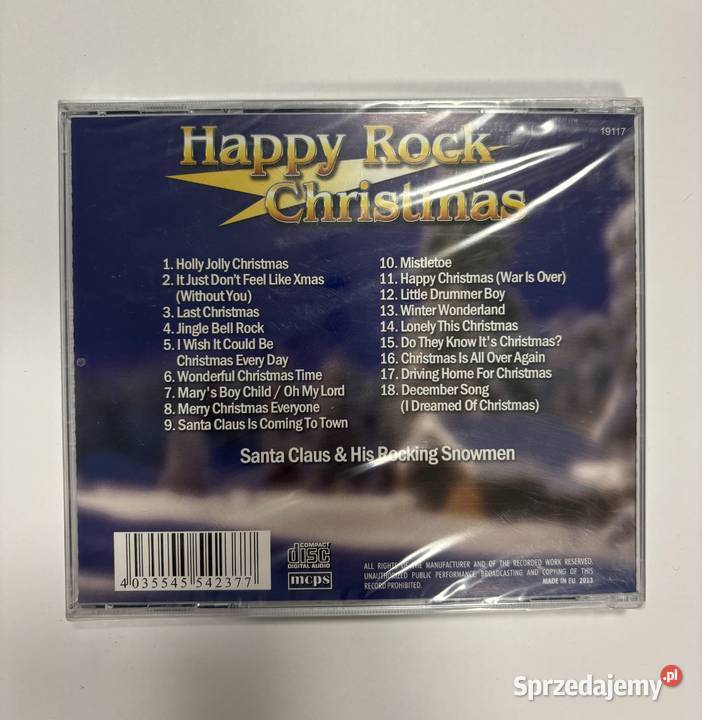 19117
Happy Rock
Christmas
1. Holly Jolly Christmas
2. It Just Don't Feel Like Xmas
(Without You)
3. Last Christmas
4. Jingle Bell Rock
5. I Wish It Could Be
Christmas Every Day
6. Wonderful Christmas Time
7. Mary's Boy Child / Oh My Lord
8. Merry Christmas Everyone
9. Santa Claus Is Coming To Town
10. Mistletoe
11. Happy Christmas (War Is Over)
12. Little Drummer Boy
13. Winter Wonderland
14. Lonely This Christmas
15. Do They Know It's Christmas?
16. Christmas Is All Over Again
17. Driving Home For Christmas
18. December Song
(I Dreamed Of Christmas)
Santa Claus & His Rocking Snowmen
4 035545 542377
COMPACT
disc
DIGITAL AUDIO
mcps
ALL RIGHTS OF THE MANUFACTURER AND OF THE RECORDED WORK RESERVED.
UNAUTHORIZED PUBLIC PERFORMANCE, BROADCASTING AND COPYING OF THIS
RECORD PROHIBITED.
MADE IN EU 2013
Sprzedajemy.pl